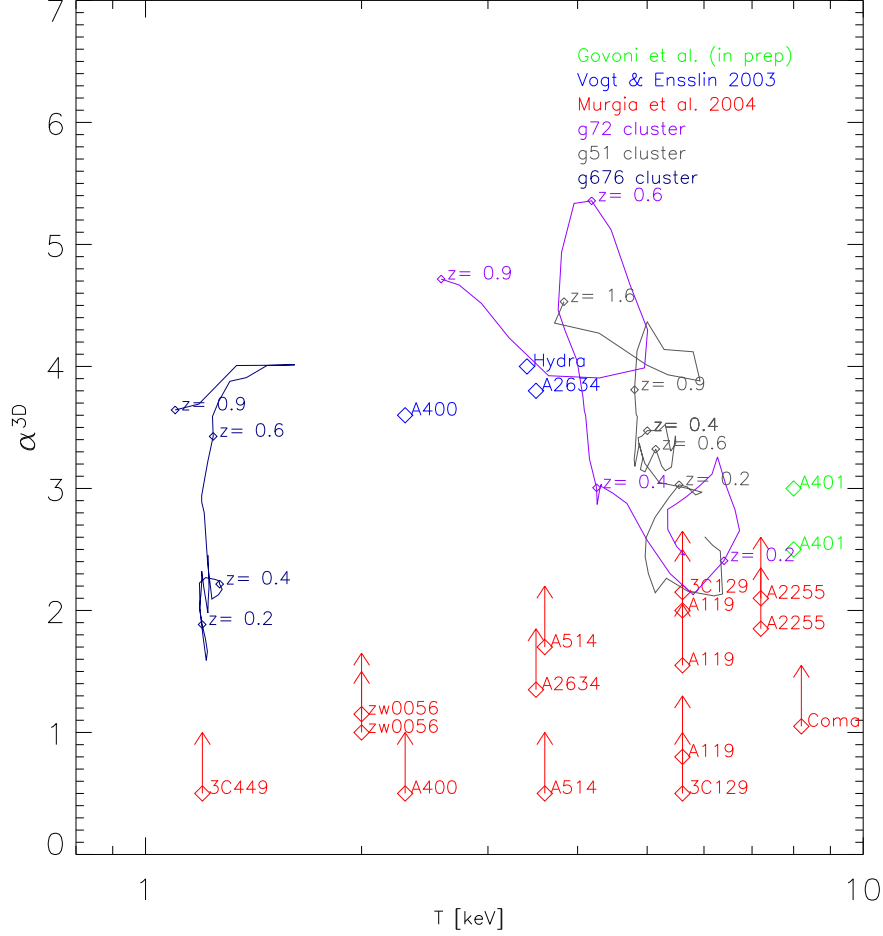 7
Govoni et al. (in prep)
Vogt & Ensslin 2003
6
Murgia et al. 2004
g72 cluster
g51 cluster
g676 cluster
z= 0.6
5
z= 0.9
z= 1.6
4
Hydra
A2634
z= 0.9
z= 0.9
A400
α3D
z= 0.6
z= 0.4
z= 0.6
3
z= 0.4
z= 0.2
A401
z= 0.2
A401
z= 0.4
3C129
A2255
2
z= 0.2
A119
A2255
A514
A119
A2634
zw0056
1
zw0056
Coma
A119
3C449
A400
A514
3C129
0
1
10
T [keV]